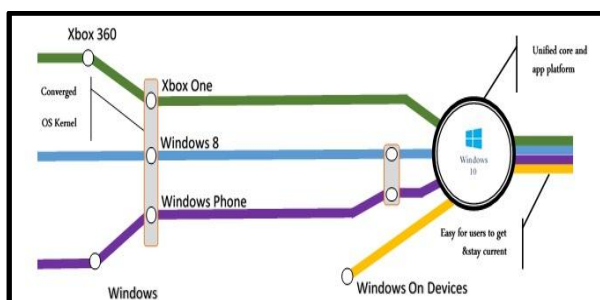 Xbox 360
Unified core and
app platform
Converged
OS Kernel
Xbox One
Windows 8
Windows
10
Windows Phone
Easy for users to get
&stay current
Windows
Windows On Devices